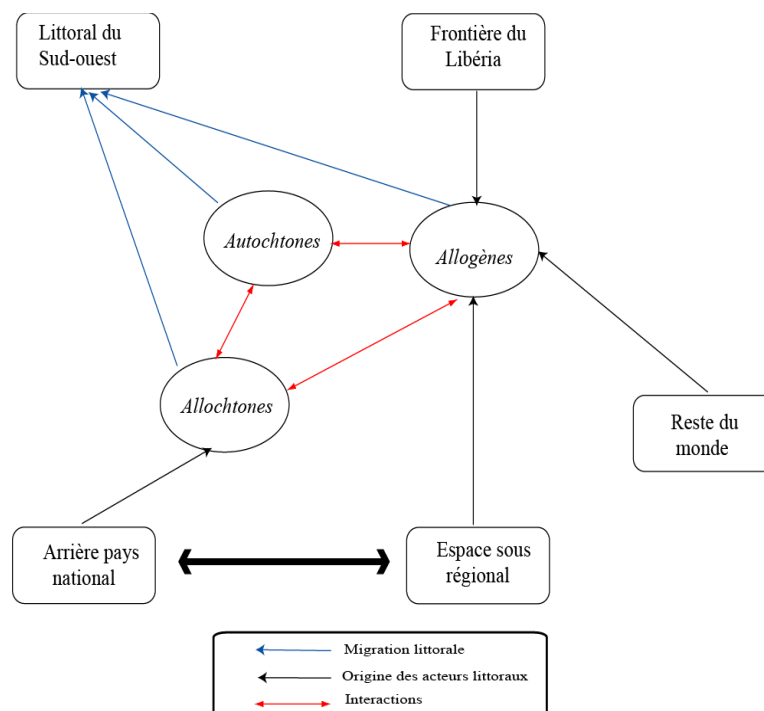 Littoral du
Sud-ouest
Frontière du
Libéria
Autochtones
Allogènes
Allochtones
Reste du
monde
Arrière pays
national
Espace sous
régional
Migration littorale
Origine des acteurs littoraux
Interactions